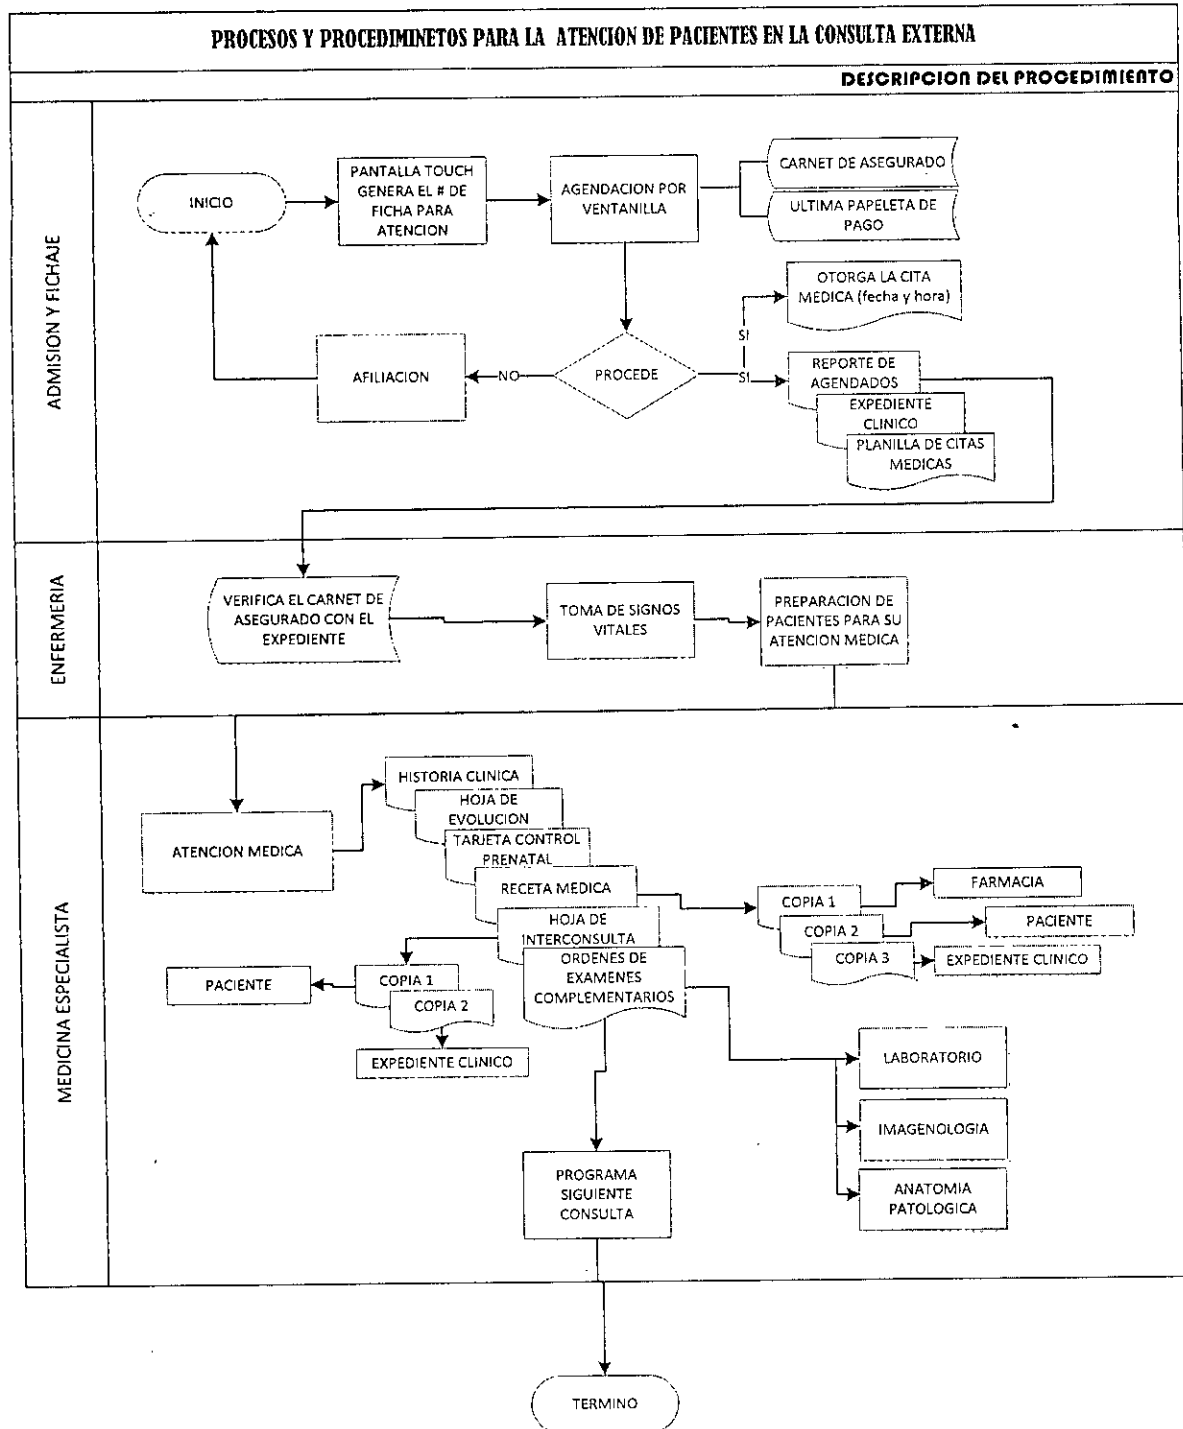 PROCESOS Y PROCEDIMINETOS PARA LA ATENCION DE PACIENTES EN LA CONSULTA EXTERNA
DESCRIPCION DEL PROCEDIMIENTO
ADMISION Y FICHAJE
INICIO
PANTALLA TOUCH
GENERA EL # DE
FICHA PARA
ATENCION
AGENDACION POR
VENTANILLA
CARNET DE ASEGURADO
ULTIMA PAPELETA DE
PAGO
OTORGA LA CITA
MEDICA (fecha y hora)
SI
AFILIACION
NO
PROCEDE
SI
REPORTE DE
AGENDADOS
EXPEDIENTE
CLINICO
PLANILLA DE CITAS
MEDICAS
ENFERMERIA
VERIFICA EL CARNET DE
ASEGURADO CON EL
EXPEDIENTE
TOMA DE SIGNOS
VITALES
PREPARACION DE
PACIENTES PARA SU
ATENCION MEDICA
MEDICINA ESPECIALISTA
ATENCION MEDICA
HISTORIA CLINICA
HOJA DE
EVOLUCION
TARJETA CONTROL
PRENATAL
RECETA MEDICA
HOJA DE
INTERCONSULTA
ORDENES DE
EXAMENES
COMPLEMENTARIOS
COPIA 1
FARMACIA
COPIA 2
PACIENTE
COPIA 3
EXPEDIENTE CLINICO
PACIENTE
COPIA 1
COPIA 2
EXPEDIENTE CLINICO
LABORATORIO
IMAGENOLOGIA
ANATOMIA
PATOLOGICA
PROGRAMA
SIGUIENTE
CONSULTA
TERMINO